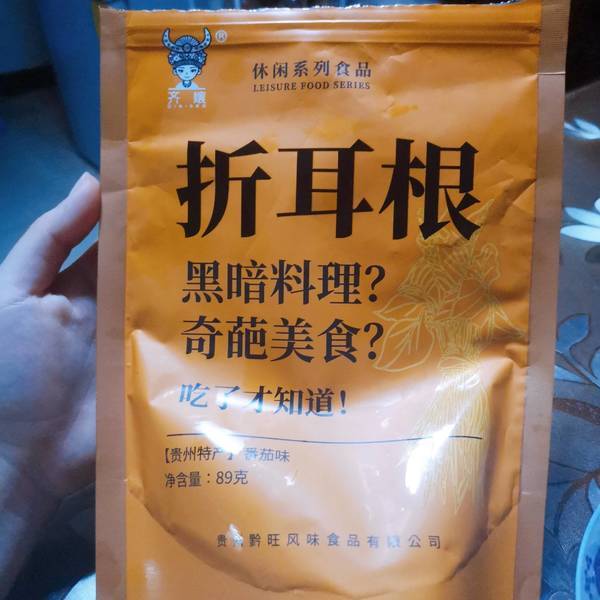 休闲系列食品
LEISURE FOOD SERIES
折耳根
黑暗料理?
奇葩美食?
吃了才知道!
【贵州特产】番茄味
净含量：89克
贵州黔旺风味食品有限公司